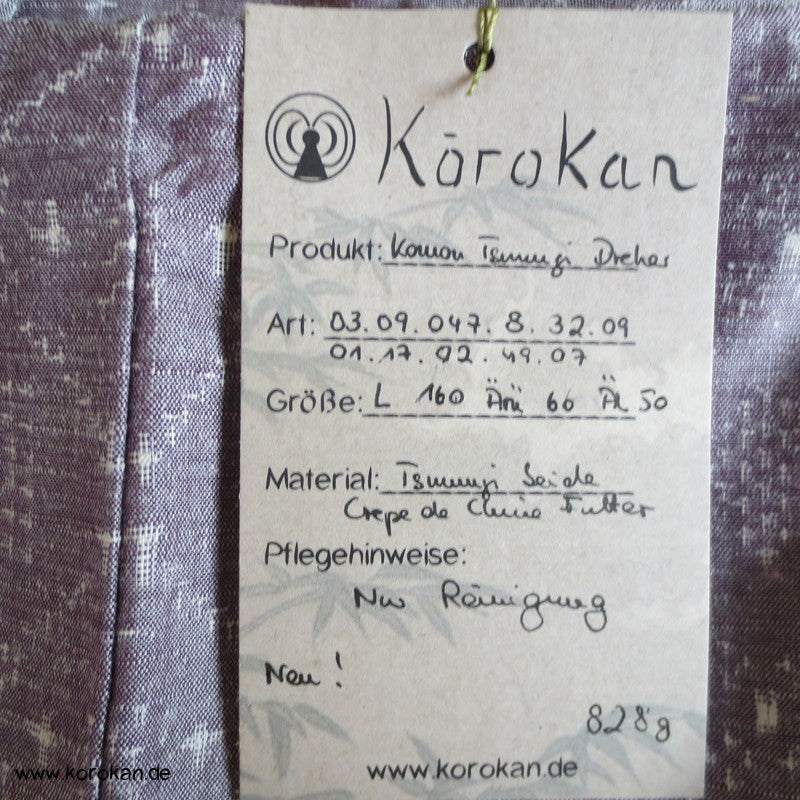 Kōrokan
Produkt: Komon Tsumugi Dreher
Art: 03.09.047.8.32.09
01.17.92.49.07
Größe: L 160 Ärü 66 ÄL 50
Material: Tsumugi Seide
Crepe de Chine Futter
Pflegehinweise:
Nur Reinigung
Neu!
828g
www.korokan.de
www.korokan.de